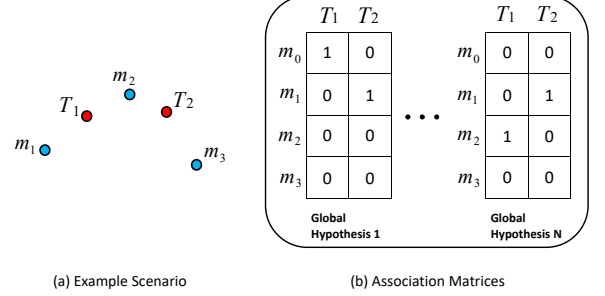 m2
T1
T2
m1
m3
(a) Example Scenario
T1 T2
m0 1 0
m1 0 1
m2 0 0
m3 0 0
Global
Hypothesis 1
• • •
T1 T2
m0 0 0
m1 0 1
m2 1 0
m3 0 0
Global
Hypothesis N
(b) Association Matrices